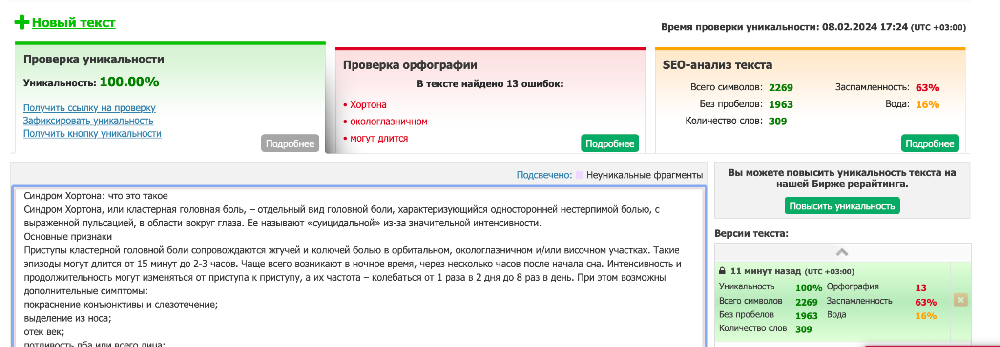 Новый текст
Время проверки уникальности: 08.02.2024 17:24 (UTC +03:00)
Проверка уникальности
Уникальность: 100.00%
Получить ссылку на проверку
Зафиксировать уникальность
Получить кнопку уникальности
Подробнее
Проверка орфографии
В тексте найдено 13 ошибок:
• Хортона
• окологлазничном
• могут длится
Подробнее
SEO-анализ текста
Всего символов: 2269 Заспамленность: 63%
Без пробелов: 1963 Вода: 16%
Количество слов: 309
Подробнее
Подсвечено: Неуникальные фрагменты
Синдром Хортона: что это такое
Синдром Хортона, или кластерная головная боль, – отдельный вид головной боли, характеризующийся односторонней нестерпимой болью, с
выраженной пульсацией, в области вокруг глаза. Ее называют «суицидальной» из-за значительной интенсивности.
Основные признаки
Приступы кластерной головной боли сопровождаются жгучей и колючей болью в орбитальном, окологлазничном и/или височном участках. Такие
эпизоды могут длится от 15 минут до 2-3 часов. Чаще всего возникают в ночное время, через несколько часов после начала сна. Интенсивность и
продолжительность могут изменяться от приступа к приступу, а их частота – колебаться от 1 раза в 2 дня до 8 раз в день. При этом возможны
дополнительные симптомы:
покраснение конъюнктивы и слезотечение;
выделение из носа;
отек век;
потливость лба или всего лица;
Вы можете повысить уникальность текста на
нашей Бирже рерайтинга.
Повысить уникальность
Версии текста:
11 минут назад (UTC +03:00)
Уникальность 100% Орфография 13
Всего символов 2269 Заспамленность 63%
Без пробелов 1963 Вода 16%
Количество слов 309